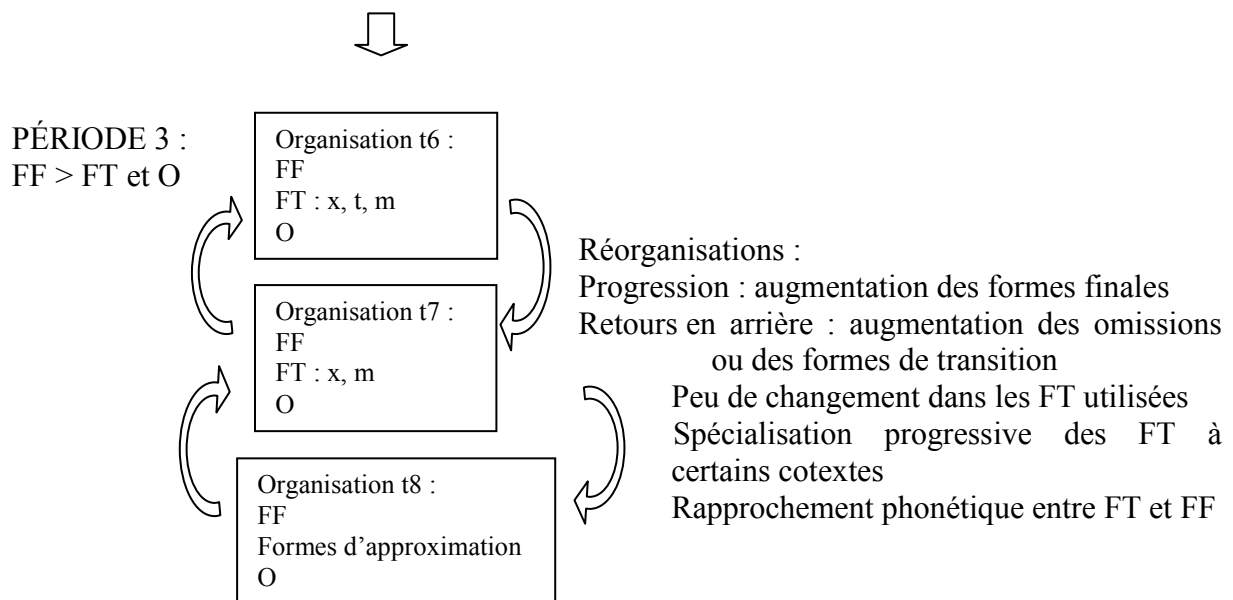 PÉRIODE 3 :
FF > FT et O
Organisation t6 :
FF
FT : x, t, m
O
Organisation t7 :
FF
FT : x, m
O
Organisation t8 :
FF
Formes d’approximation
O
Réorganisations :
Progression : augmentation des formes finales
Retours en arrière : augmentation des omissions
ou des formes de transition
Peu de changement dans les FT utilisées
Spécialisation progressive des FT à
certains cotextes
Rapprochement phonétique entre FT et FF